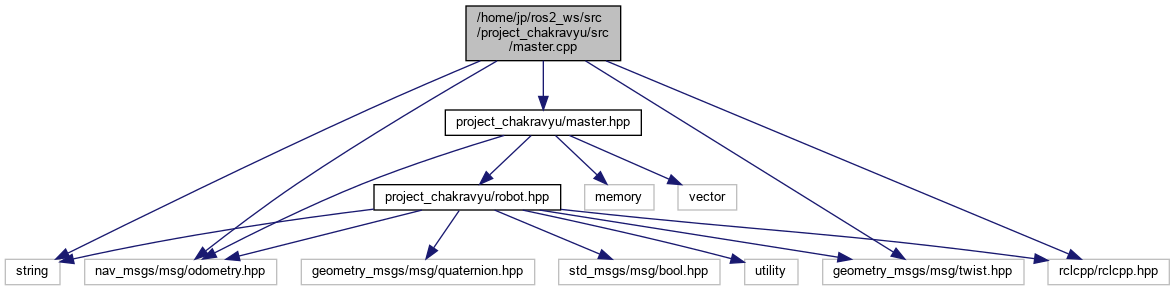 /home/jp/ros2_ws/src
/project_chakravyu/src
/master.cpp
project_chakravyu/master.hpp
project_chakravyu/robot.hpp
memory
vector
string
nav_msgs/msg/odometry.hpp
geometry_msgs/msg/quaternion.hpp
std_msgs/msg/bool.hpp
utility
geometry_msgs/msg/twist.hpp
rclcpp/rclcpp.hpp